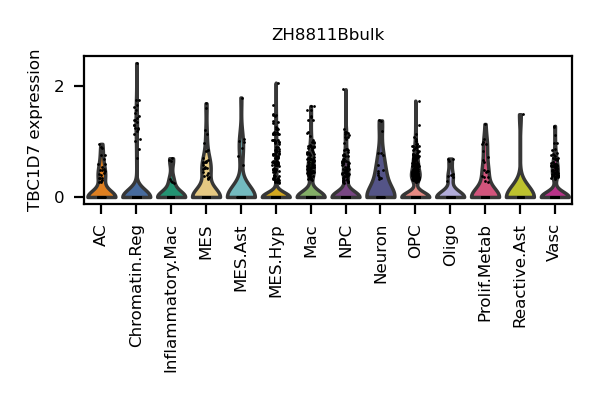 ZH8811Bbulk
TBC1D7 expression
2
0
AC
Chromatin.Reg
Inflammatory.Mac
MES
MES.Ast
MES.Hyp
Mac
NPC
Neuron
OPC
Oligo
Prolif.Metab
Reactive.Ast
Vasc